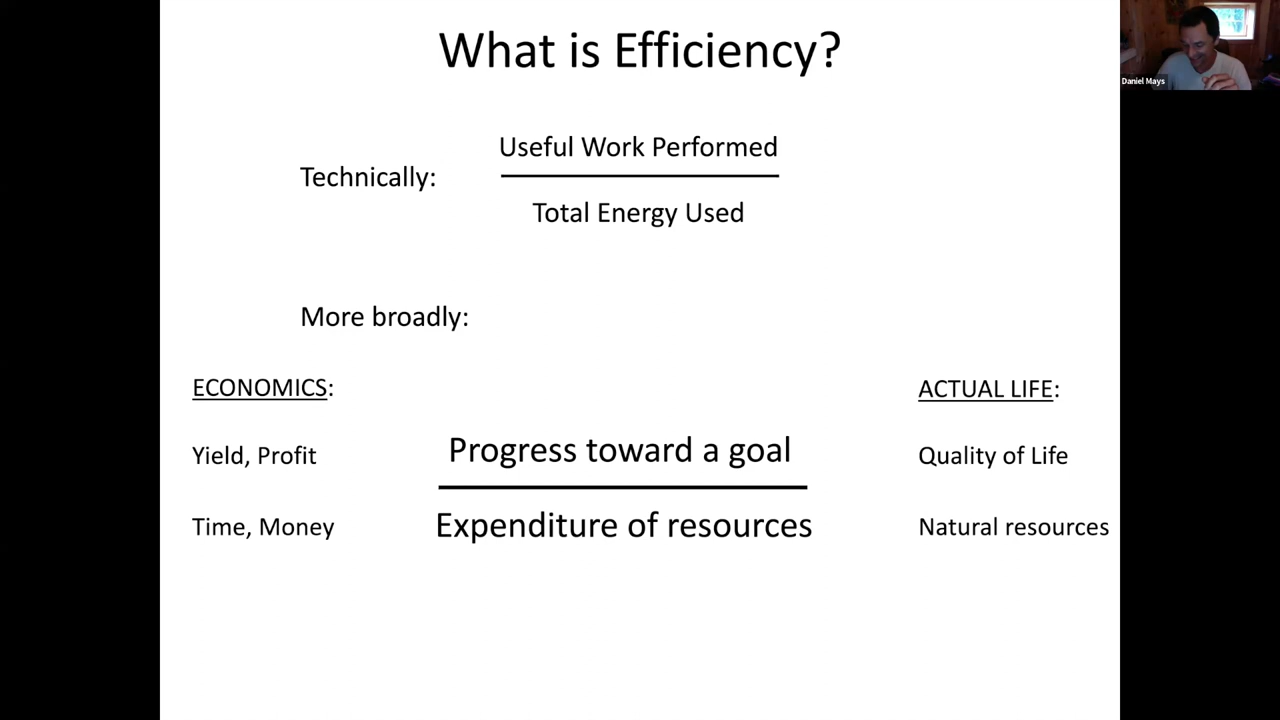 What is Efficiency?
Daniel Mays
Technically:
Useful Work Performed
Total Energy Used
More broadly:
ECONOMICS:
ACTUAL LIFE:
Yield, Profit
Progress toward a goal
Quality of Life
Time, Money
Expenditure of resources
Natural resources